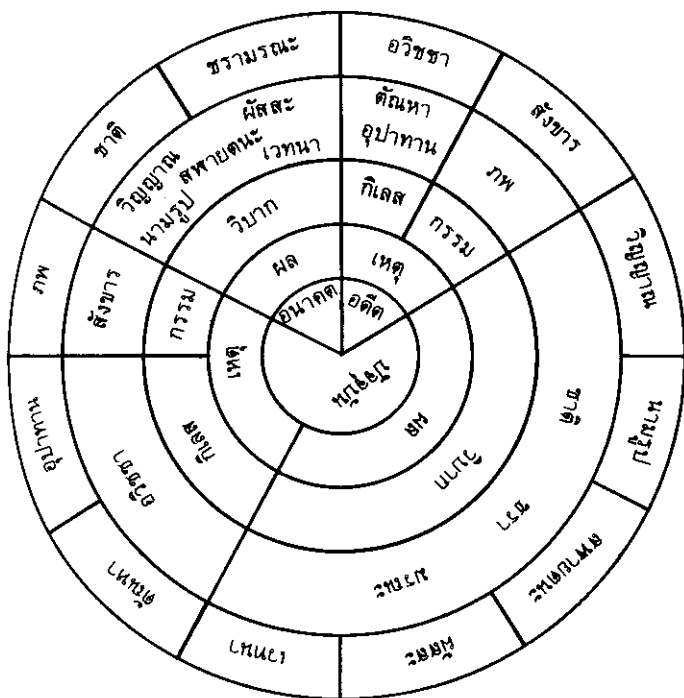 อวิชชา
สังขาร
วิญญาณ
นามรูป
สฬายตนะ
ผัสสะ
เวทนา
ตัณหา
อุปาทาน
ภพ
ชาติ
ชรามรณะ
ตัณหา
อุปาทาน
ภพ
ชาติ
ชรา
มรณะ
อวิชชา
สังขาร
วิญญาณ
นามรูป
สหายตนะ
ผัสสะ
เวทนา
กิเลส
กรรม
วิบาก
กิเลส
กรรม
วิบาก
เหตุ
ผล
เหตุ
ผล
อดีต
ปัจจุบัน
อนาคต